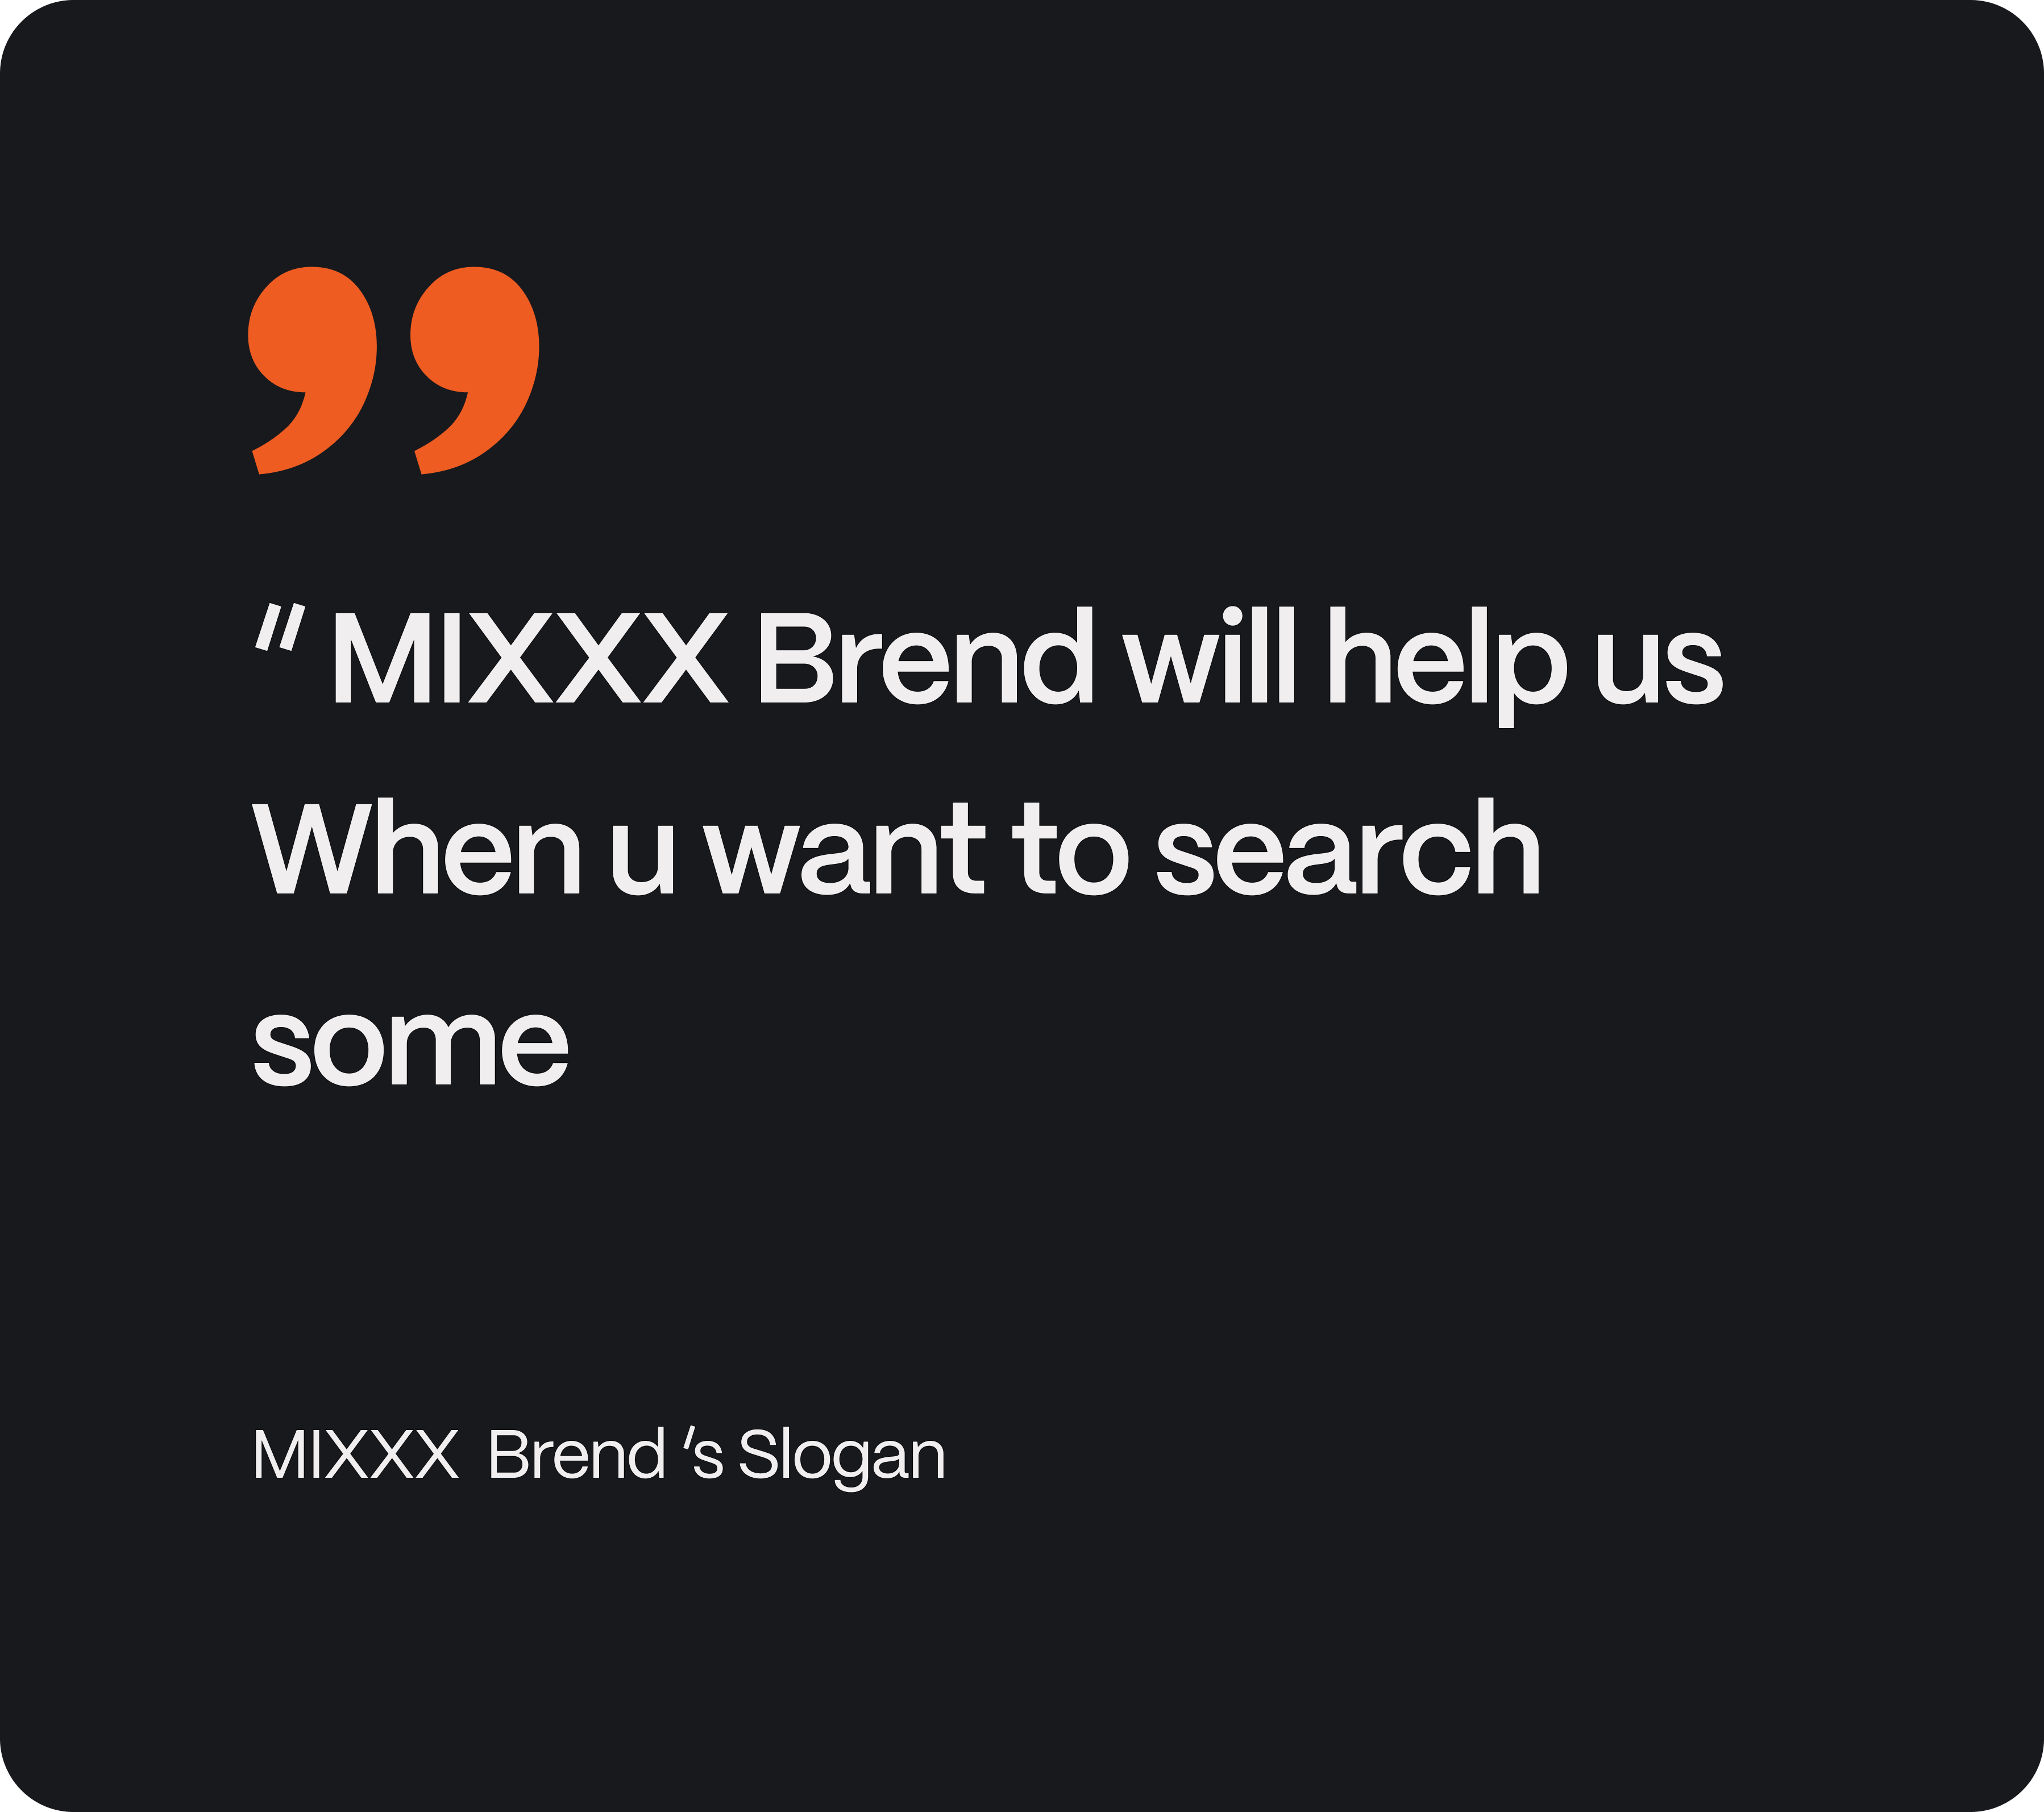 ” 
" MIXXX Brend will help us
When u want to search
some
MIXXX Brend 's Slogan